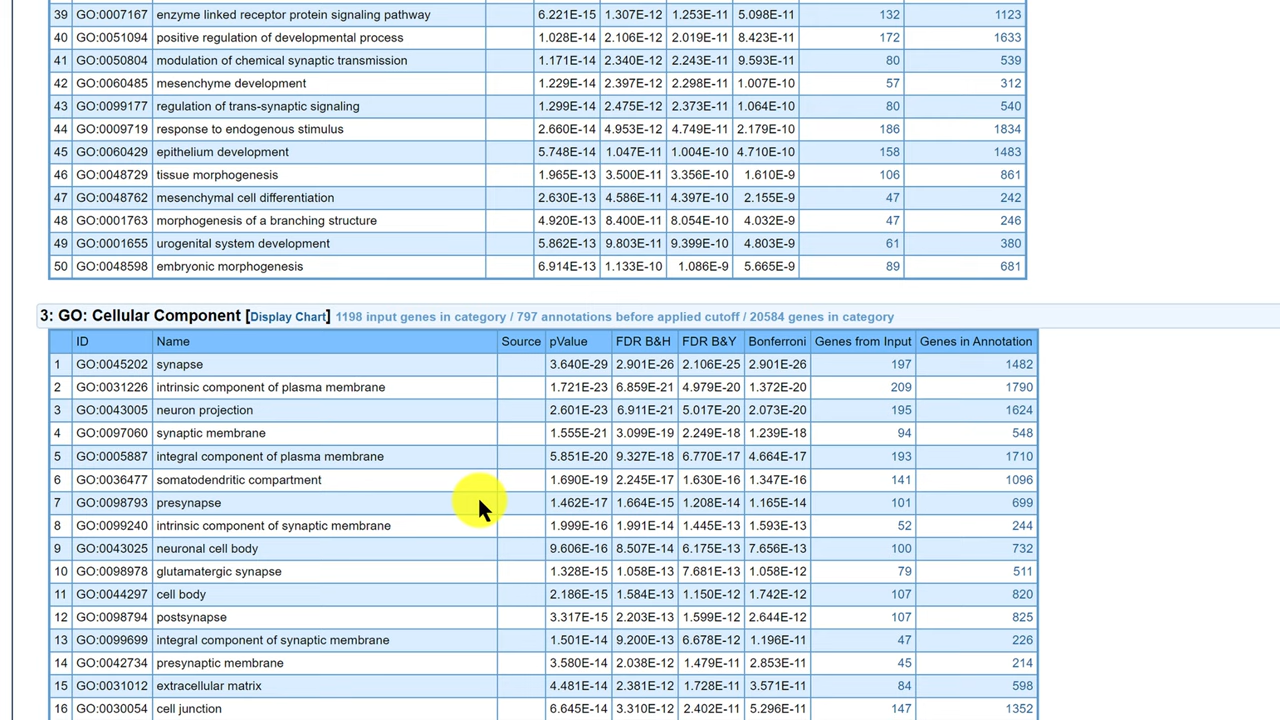 39 GO:0007167 enzyme linked receptor protein signaling pathway 6.221E-15 1.307E-12 1.253E-11 5.098E-11 132 1123
40 GO:0051094 positive regulation of developmental process 1.028E-14 2.106E-12 2.019E-11 8.423E-11 172 1633
41 GO:0050804 modulation of chemical synaptic transmission 1.171E-14 2.340E-12 2.243E-11 9.593E-11 80 539
42 GO:0060485 mesenchyme development 1.229E-14 2.397E-12 2.298E-11 1.007E-10 57 312
43 GO:0099177 regulation of trans-synaptic signaling 1.299E-14 2.475E-12 2.373E-11 1.064E-10 80 540
44 GO:0009719 response to endogenous stimulus 2.660E-14 4.953E-12 4.749E-11 2.179E-10 186 1834
45 GO:0060429 epithelium development 5.748E-14 1.047E-11 1.004E-10 4.710E-10 158 1483
46 GO:0048729 tissue morphogenesis 1.965E-13 3.500E-11 3.356E-10 1.610E-9 106 861
47 GO:0048762 mesenchymal cell differentiation 2.630E-13 4.586E-11 4.397E-10 2.155E-9 47 242
48 GO:0001763 morphogenesis of a branching structure 4.920E-13 8.400E-11 8.054E-10 4.032E-9 47 246
49 GO:0001655 urogenital system development 5.862E-13 9.803E-11 9.399E-10 4.803E-9 61 380
50 GO:0048598 embryonic morphogenesis 6.914E-13 1.133E-10 1.086E-9 5.665E-9 89 681
3: GO: Cellular Component [Display Chart] 1198 input genes in category / 797 annotations before applied cutoff / 20584 genes in category
ID Name Source pValue FDR B&H FDR B&Y Bonferroni Genes from Input Genes in Annotation
1 GO:0045202 synapse 3.640E-29 2.901E-26 2.106E-25 2.901E-26 197 1482
2 GO:0031226 intrinsic component of plasma membrane 1.721E-23 6.859E-21 4.979E-20 1.372E-20 209 1790
3 GO:0043005 neuron projection 2.601E-23 6.911E-21 5.017E-20 2.073E-20 195 1624
4 GO:0097060 synaptic membrane 1.555E-21 3.099E-19 2.249E-18 1.239E-18 94 548
5 GO:0005887 integral component of plasma membrane 5.851E-20 9.327E-18 6.770E-17 4.664E-17 193 1710
6 GO:0036477 somatodendritic compartment 1.690E-19 2.245E-17 1.630E-16 1.347E-16 141 1096
7 GO:0098793 presynapse 1.462E-17 1.664E-15 1.208E-14 1.165E-14 101 699
8 GO:0099240 intrinsic component of synaptic membrane 1.999E-16 1.991E-14 1.445E-13 1.593E-13 52 244
9 GO:0043025 neuronal cell body 9.606E-16 8.507E-14 6.175E-13 7.656E-13 100 732
10 GO:0098978 glutamatergic synapse 1.328E-15 1.058E-13 7.681E-13 1.058E-12 79 511
11 GO:0044297 cell body 2.186E-15 1.584E-13 1.150E-12 1.742E-12 107 820
12 GO:0098794 postsynapse 3.317E-15 2.203E-13 1.599E-12 2.644E-12 107 825
13 GO:0099699 integral component of synaptic membrane 1.501E-14 9.200E-13 6.678E-12 1.196E-11 47 226
14 GO:0042734 presynaptic membrane 3.580E-14 2.038E-12 1.479E-11 2.853E-11 45 214
15 GO:0031012 extracellular matrix 4.481E-14 2.381E-12 1.728E-11 3.571E-11 84 598
16 GO:0030054 cell junction 6.645E-14 3.310E-12 2.402E-11 5.296E-11 147 1352